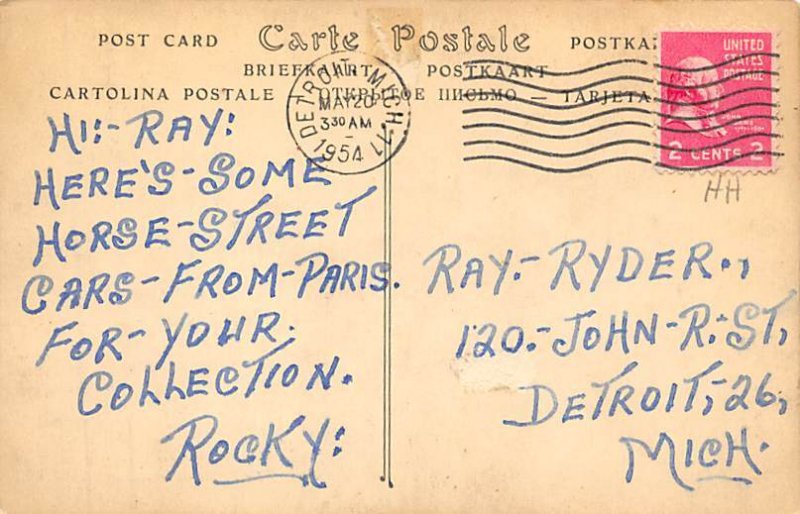 POST CARD Carte Postale POSTKA
BRIEFKAART POSTKAART
CARTOLINA POSTALE ОТКРЫТОЕ ПИСЬМО — TARJETA
DETROIT, MICH. 11
MAY 20
3 30 AM
1954
UNITED
STATES
POSTAGE
2 CENTS 2
HH
HI:-RAY:
HERE'S-SOME
HORSE-STREET
CARS-FROM-PARIS.
FOR-YOUR.
COLLECTION.
ROCKY:
RAY.-RYDER.,
120.-JOHN-R.-ST,
DETROIT,-26,
MICH.